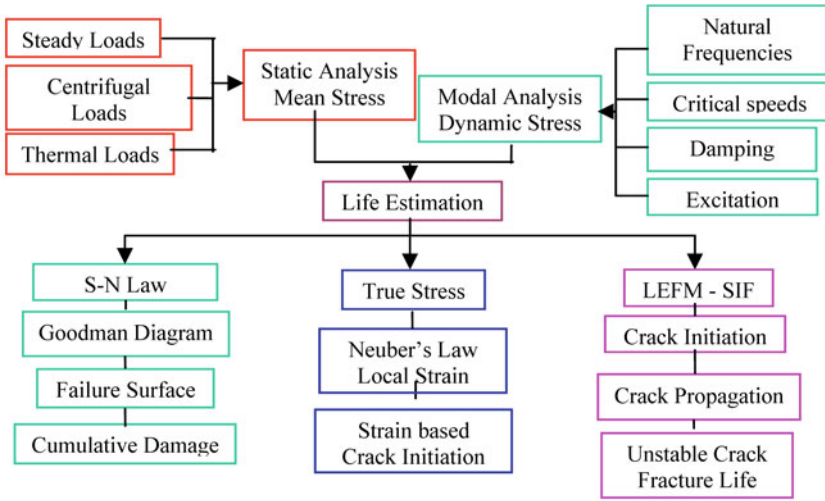 Steady Loads
Centrifugal
Loads
Thermal Loads
Static Analysis
Mean Stress
Modal Analysis
Dynamic Stress
Natural
Frequencies
Critical speeds
Damping
Excitation
Life Estimation
S-N Law
Goodman Diagram
Failure Surface
Cumulative Damage
True Stress
Neuber's Law
Local Strain
Strain based
Crack Initiation
LEFM - SIF
Crack Initiation
Crack Propagation
Unstable Crack
Fracture Life